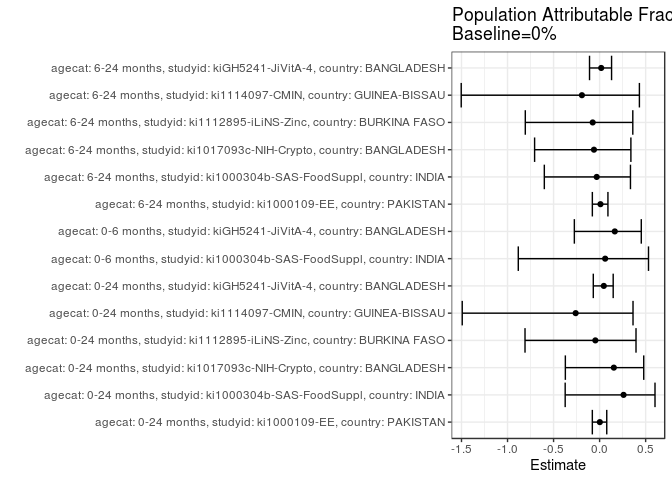 Population Attributable Frac
Baseline=0%
agecat: 6-24 months, studyid: kiGH5241-JiVitA-4, country: BANGLADESH
agecat: 6-24 months, studyid: ki1114097-CMIN, country: GUINEA-BISSAU
agecat: 6-24 months, studyid: ki1112895-iLiNS-Zinc, country: BURKINA FASO
agecat: 6-24 months, studyid: ki1017093c-NIH-Crypto, country: BANGLADESH
agecat: 6-24 months, studyid: ki1000304b-SAS-FoodSuppl, country: INDIA
agecat: 6-24 months, studyid: ki1000109-EE, country: PAKISTAN
agecat: 0-6 months, studyid: kiGH5241-JiVitA-4, country: BANGLADESH
agecat: 0-6 months, studyid: ki1000304b-SAS-FoodSuppl, country: INDIA
agecat: 0-24 months, studyid: kiGH5241-JiVitA-4, country: BANGLADESH
agecat: 0-24 months, studyid: ki1114097-CMIN, country: GUINEA-BISSAU
agecat: 0-24 months, studyid: ki1112895-iLiNS-Zinc, country: BURKINA FASO
agecat: 0-24 months, studyid: ki1017093c-NIH-Crypto, country: BANGLADESH
agecat: 0-24 months, studyid: ki1000304b-SAS-FoodSuppl, country: INDIA
agecat: 0-24 months, studyid: ki1000109-EE, country: PAKISTAN
-1.5 -1.0 -0.5 0.0 0.5
Estimate